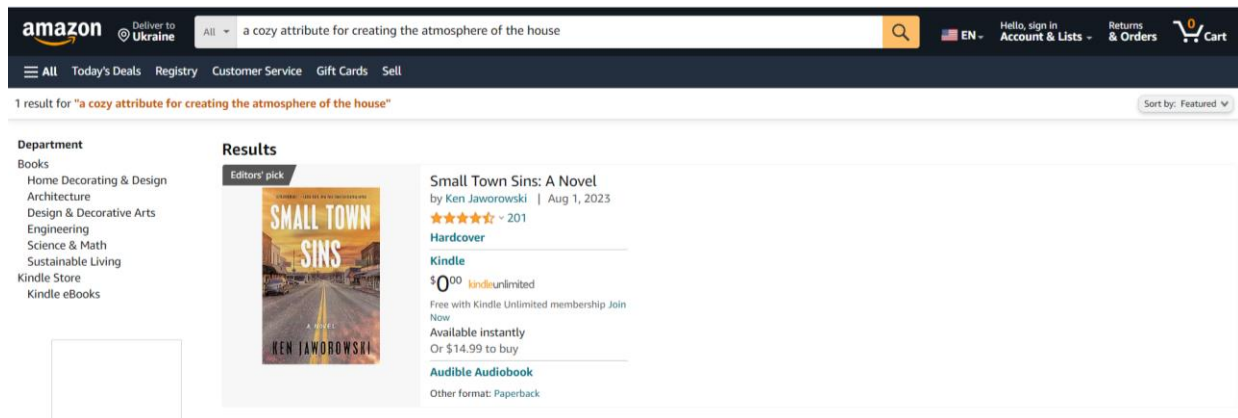 amazon
Deliver to
Ukraine
All
a cozy attribute for creating the atmosphere of the house
EN
Hello, sign in
Account & Lists
Returns
& Orders
0
Cart
All Today's Deals Registry Customer Service Gift Cards Sell
1 result for "a cozy attribute for creating the atmosphere of the house"
Sort by: Featured
Department
Books
Home Decorating & Design
Architecture
Design & Decorative Arts
Engineering
Science & Math
Sustainable Living
Kindle Store
Kindle eBooks
Results
Editors' pick
SMALL TOWN
SINS
A NOVEL
KEN JAWOROWSKI
Small Town Sins: A Novel
by Ken Jaworowski | Aug 1, 2023
201
Hardcover
Kindle
$000 kindleunlimited
Free with Kindle Unlimited membership Join
Now
Available instantly
Or $14.99 to buy
Audible Audiobook
Other format: Paperback